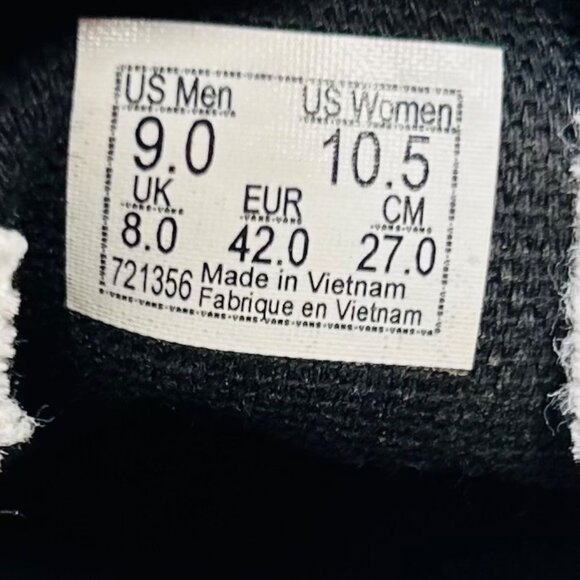 US Men US Women
9.0 10.5
UK EUR CM
8.0 42.0 27.0
721356 Made in Vietnam
Fabrique en Vietnam